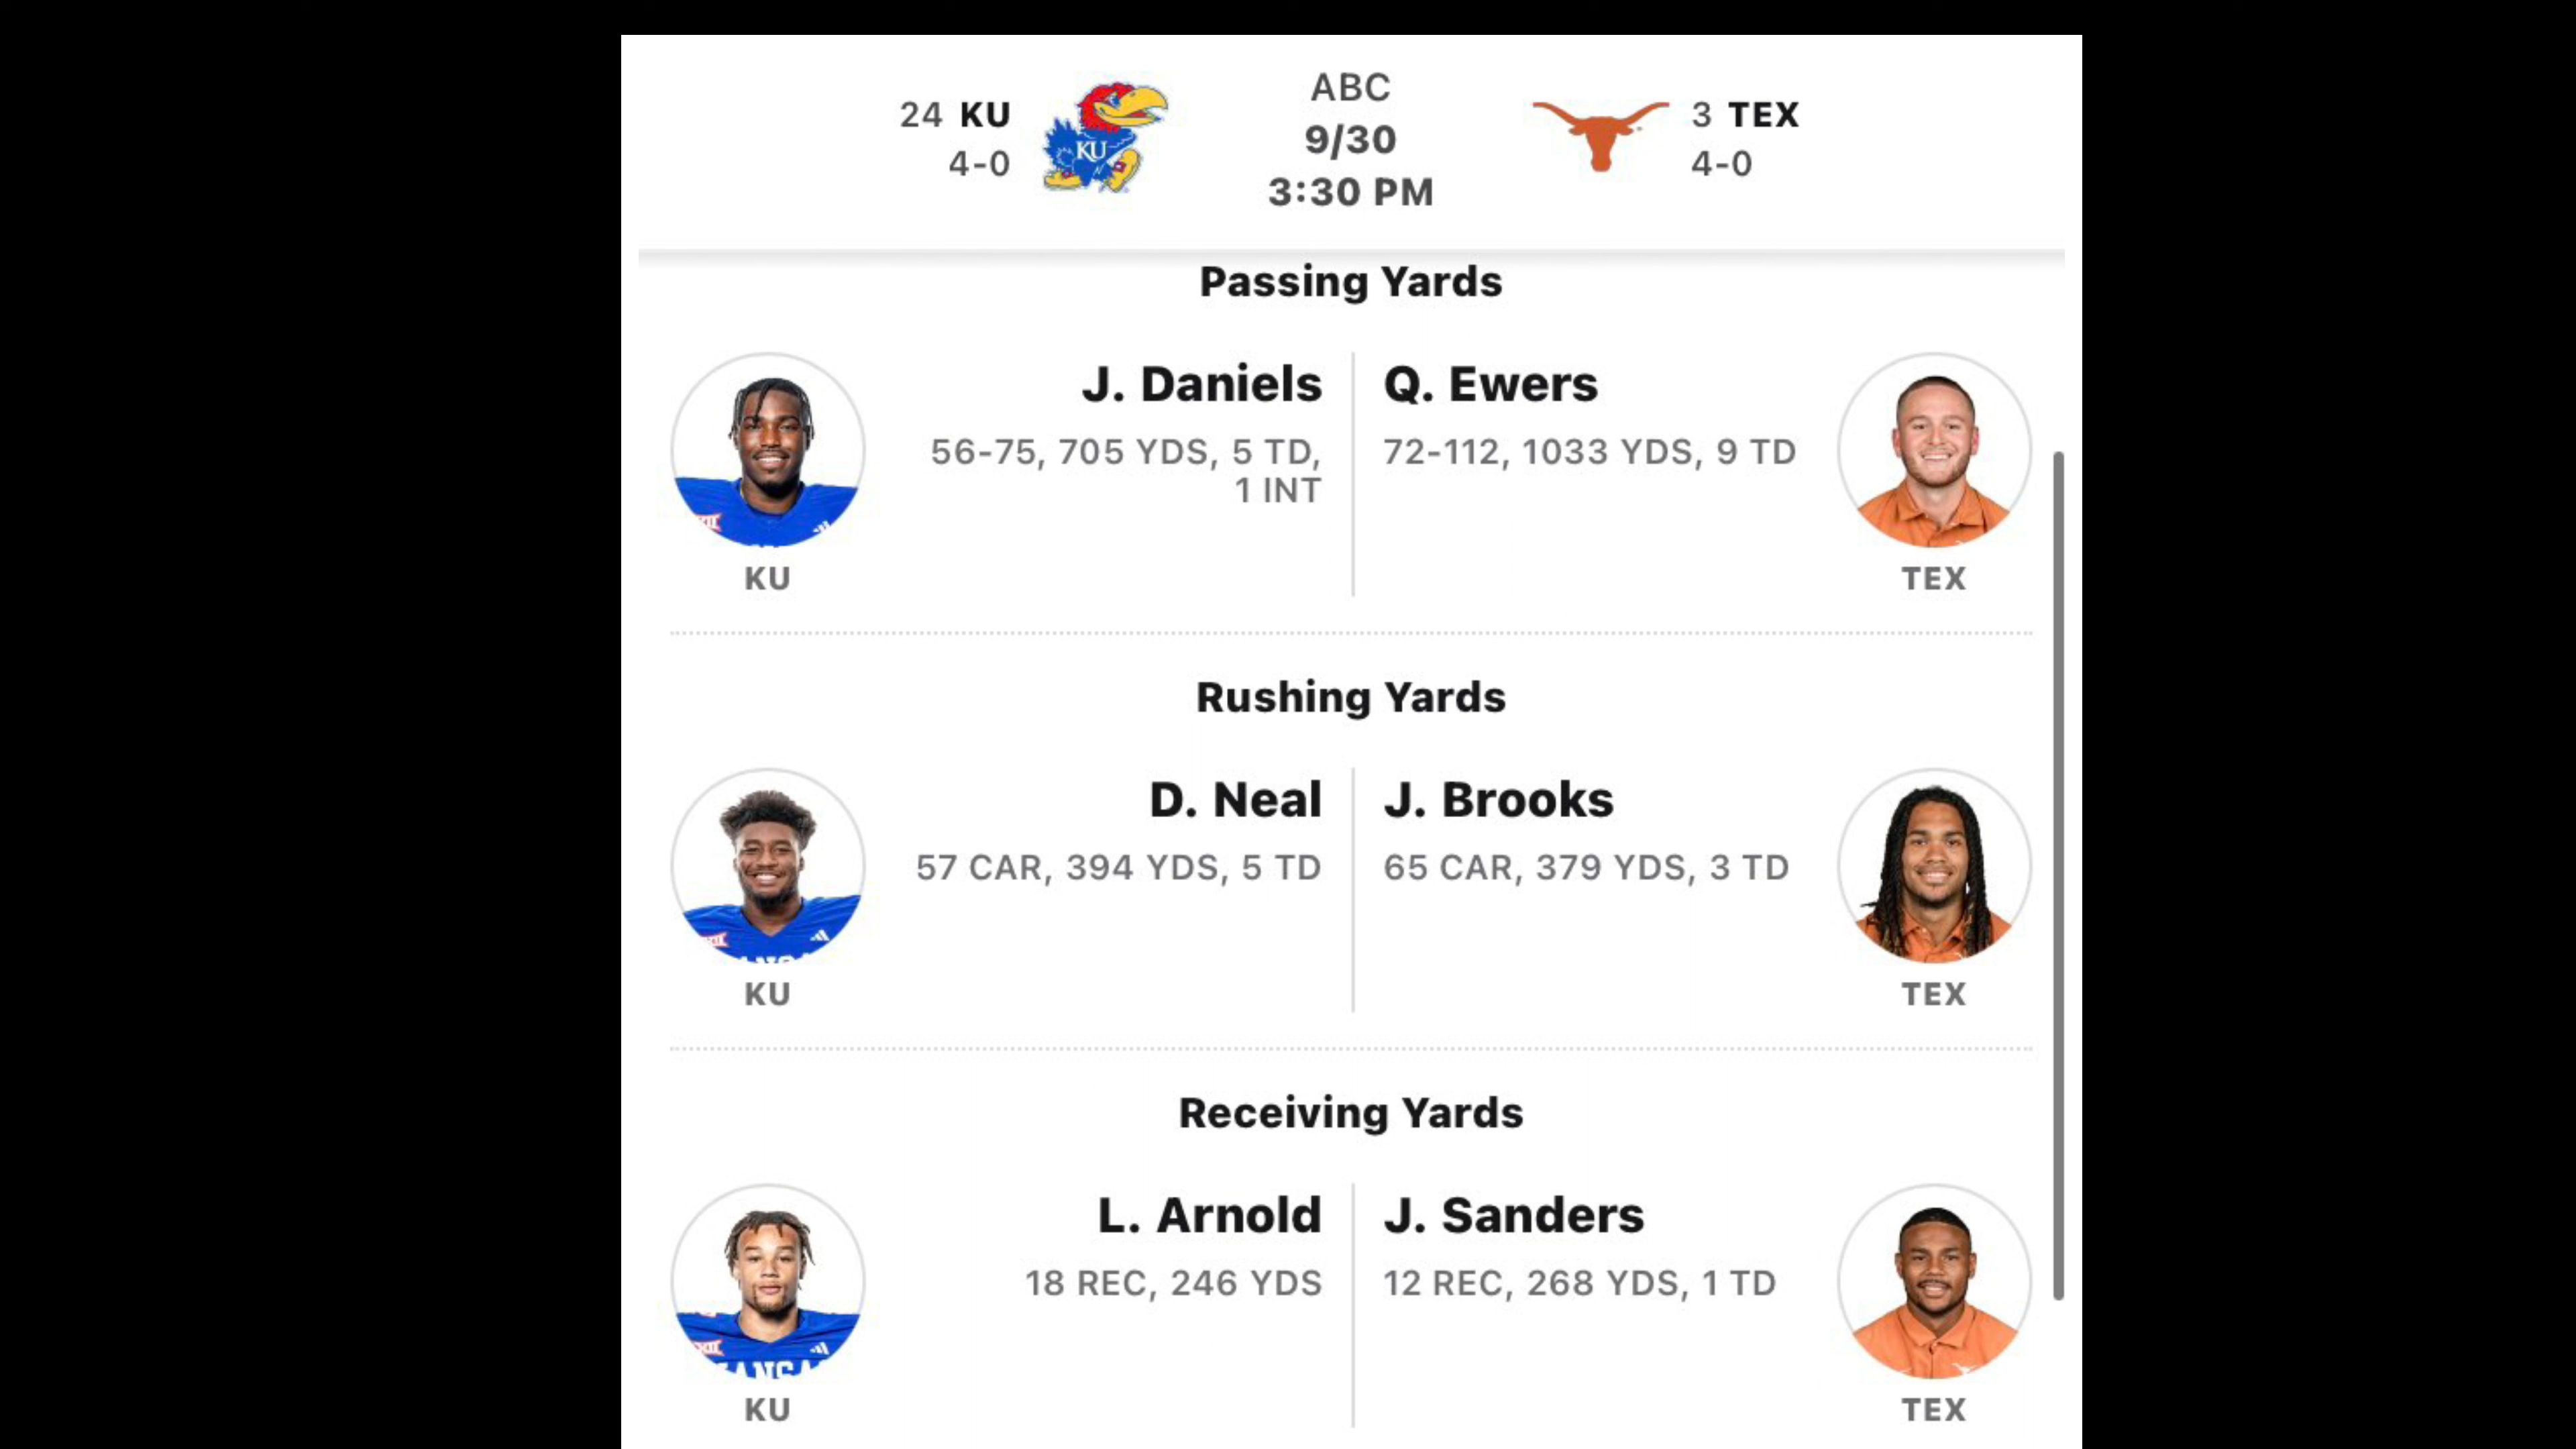 24 KU
4-0
KU
ABC
9/30
3:30 PM
3 TEX
4-0
Passing Yards
J. Daniels
56-75, 705 YDS, 5 TD,
1 INT
KU
Q. Ewers
72-112, 1033 YDS, 9 TD
TEX
Rushing Yards
D. Neal
57 CAR, 394 YDS, 5 TD
KU
J. Brooks
65 CAR, 379 YDS, 3 TD
TEX
Receiving Yards
L. Arnold
18 REC, 246 YDS
KU
J. Sanders
12 REC, 268 YDS, 1 TD
TEX